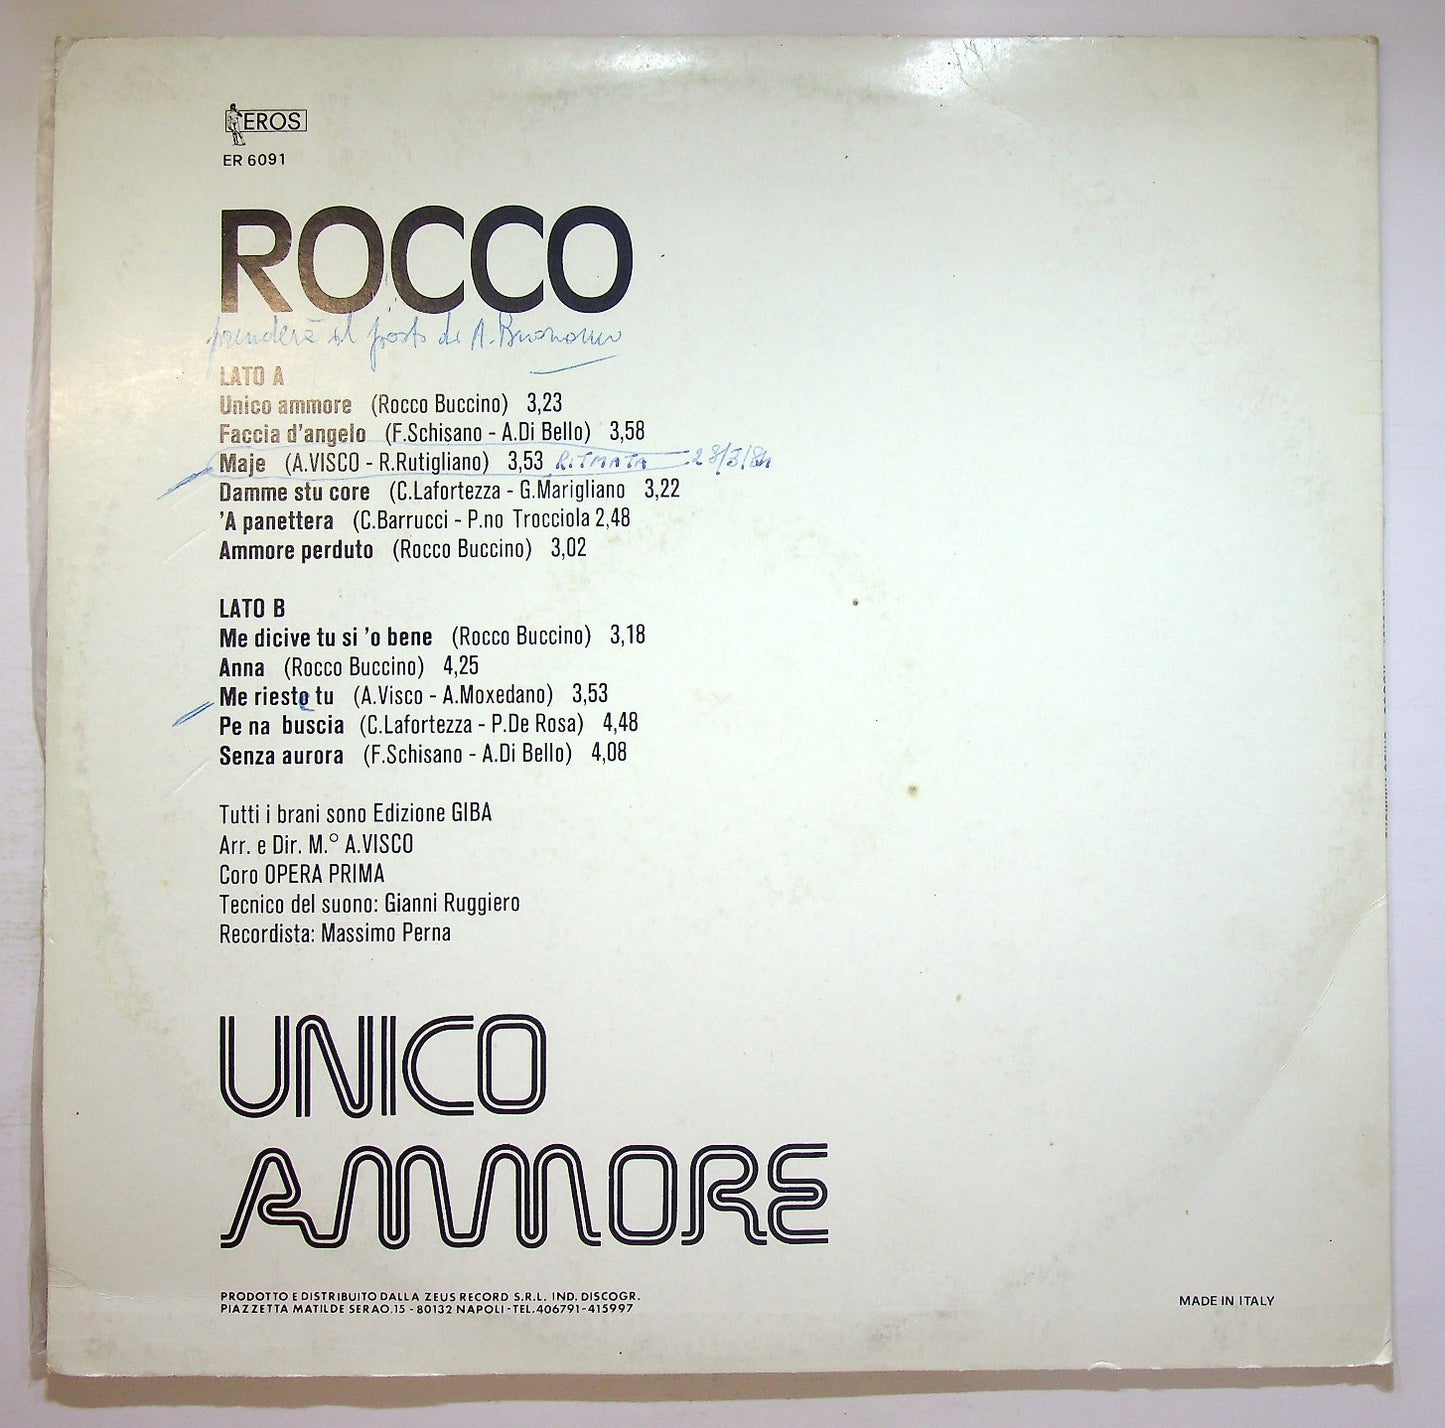 EROS
ER 6091
ROCCO
prenderà il posto di A. Buonomo
LATO A
Unico ammore (Rocco Buccino) 3,23
Faccia d'angelo (F.Schisano - A.Di Bello) 3,58
Maje (A.VISCO - R.Rutigliano) 3,53 RITMATA 28/3/84
Damme stu core (C.Lafortezza - G.Marigliano 3,22
'A panettera (C.Barrucci - P.no Trocciola 2,48
Ammore perduto (Rocco Buccino) 3,02
LATO B
Me dicive tu si 'o bene (Rocco Buccino) 3,18
Anna (Rocco Buccino) 4,25
Me rieste tu (A.Visco - A.Moxedano) 3,53
Pe na buscia (C.Lafortezza - P.De Rosa) 4,48
Senza aurora (F.Schisano - A.Di Bello) 4,08
Tutti i brani sono Edizione GIBA
Arr. e Dir. M.° A.VISCO
Coro OPERA PRIMA
Tecnico del suono: Gianni Ruggiero
Recordista: Massimo Perna
UNICO
AMMORE
PRODOTTO E DISTRIBUITO DALLA ZEUS RECORD S.R.L. IND. DISCOGR.
PIAZZETTA MATILDE SERAO,15 - 80132 NAPOLI - TEL.406791-415997
MADE IN ITALY